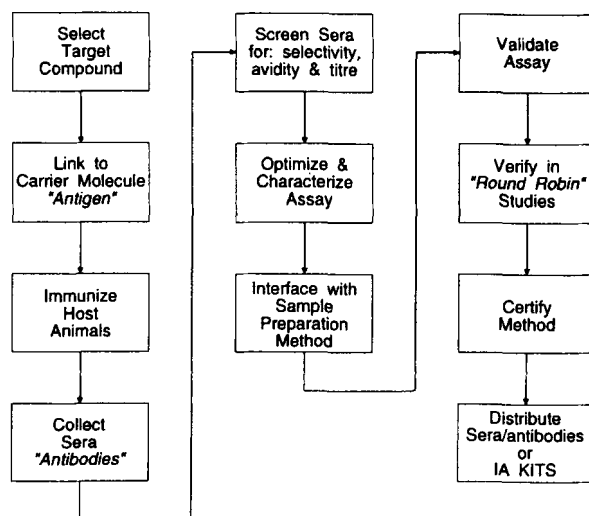 Select
Target
Compound
Link to
Carrier Molecule
"Antigen"
Immunize
Host
Animals
Collect
Sera
"Antibodies"
Screen Sera
for: selectivity,
avidity & titre
Optimize &
Characterize
Assay
Interface with
Sample
Preparation
Method
Validate
Assay
Verify in
"Round Robin"
Studies
Certify
Method
Distribute
Sera/antibodies
or
IA KITS